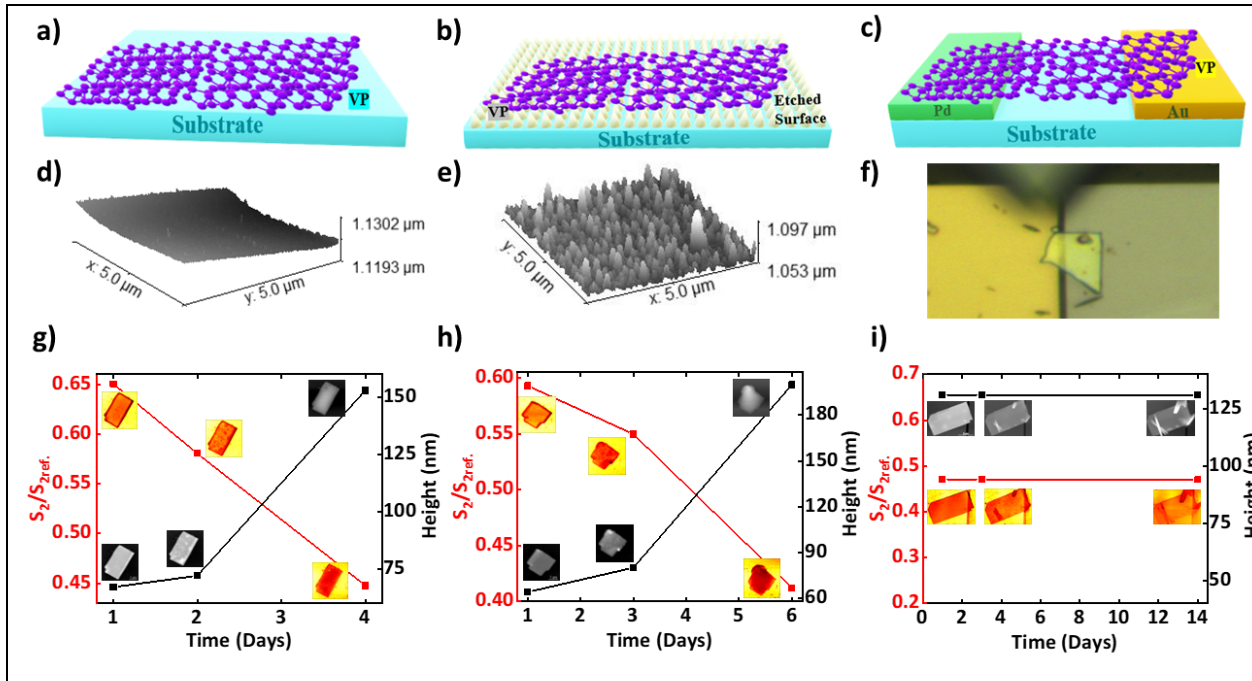 a)
VP
Substrate
b)
VP
Etched
Surface
Substrate
c)
VP
Pd
Au
Substrate
d)
1.1302 µm
1.1193 µm
x: 5.0 µm
y: 5.0 µm
e)
1.097 µm
1.053 µm
y: 5.0 µm
x: 5.0 µm
f)
g)
0.65
0.60
0.55
0.50
0.45
S2/S2ref.
150
125
100
75
Height (nm)
1
2
3
4
Time (Days)
h)
0.60
0.55
0.50
0.45
0.40
S2/S2ref.
180
150
120
90
60
Height (nm)
1
2
3
4
5
6
Time (Days)
i)
0.7
0.6
0.5
0.4
0.3
0.2
S2/S2ref.
130
94
72
50
Height (nm)
0
2
4
6
8
10
12
14
Time (Days)